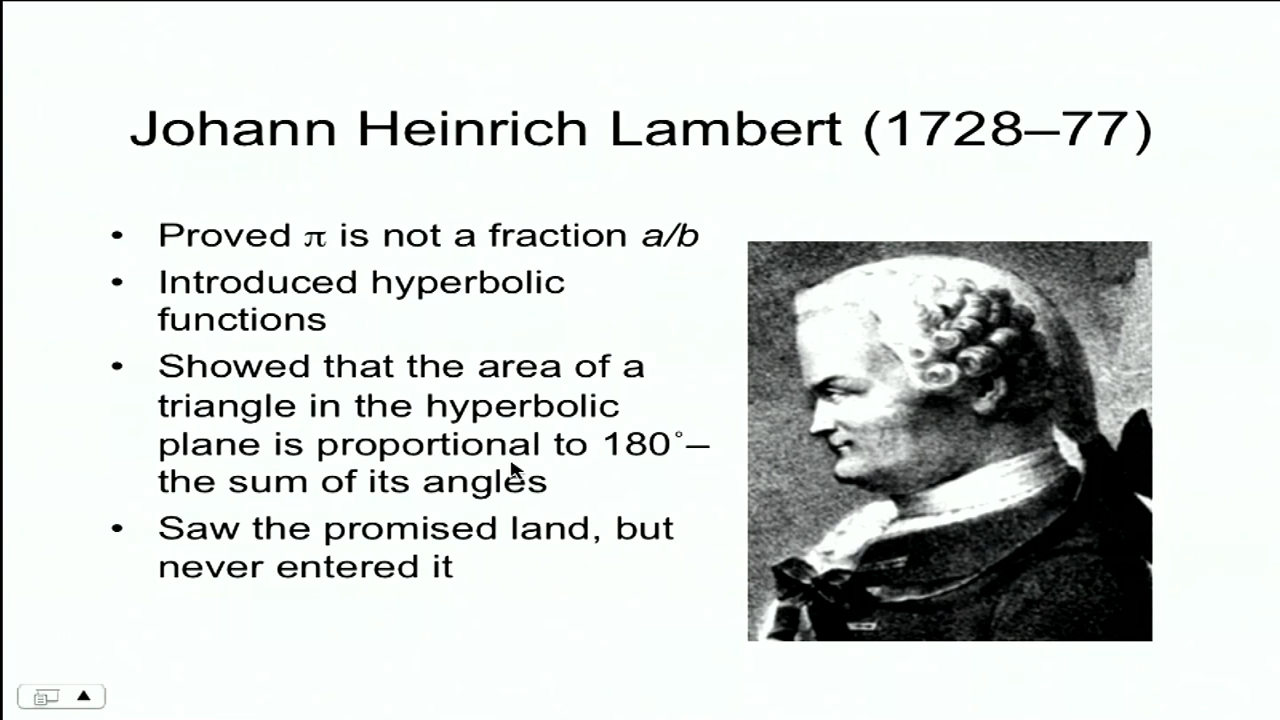 Johann Heinrich Lambert (1728–77)
• Proved π is not a fraction a/b
• Introduced hyperbolic
functions
• Showed that the area of a
triangle in the hyperbolic
plane is proportional to 180°–
the sum of its angles
• Saw the promised land, but
never entered it